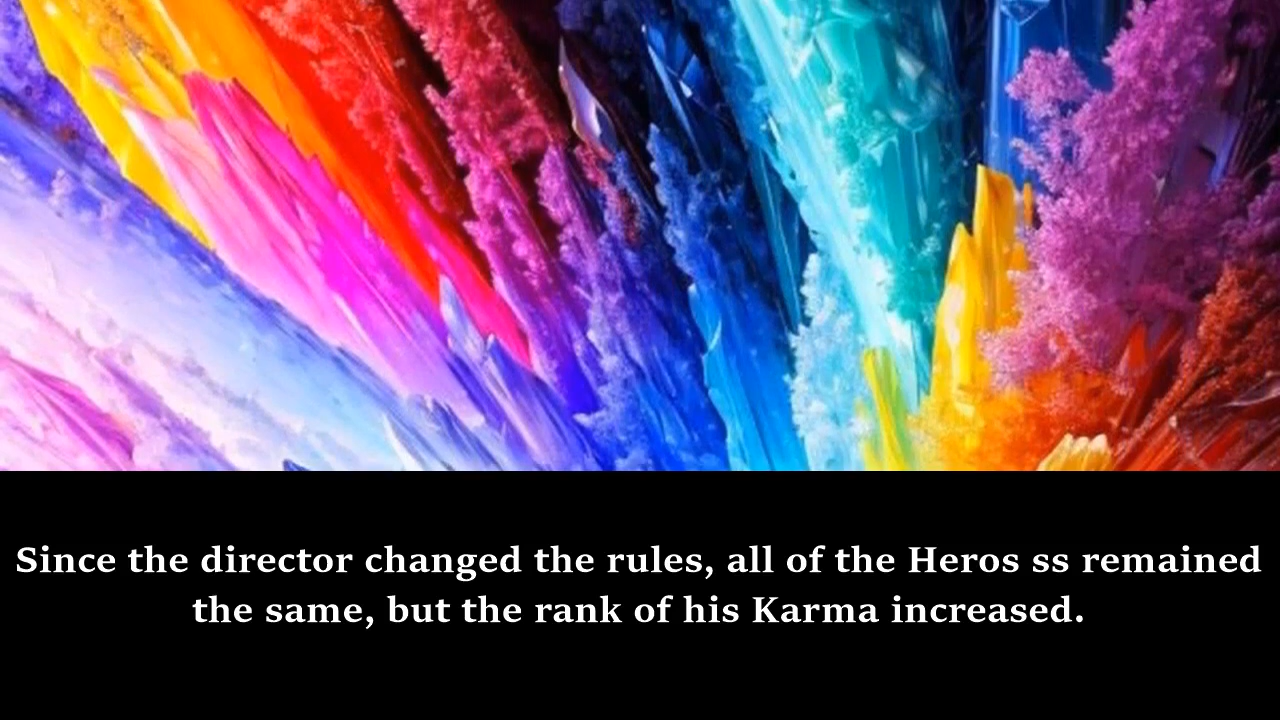 Since the director changed the rules, all of the Heros ss remained
the same, but the rank of his Karma increased.